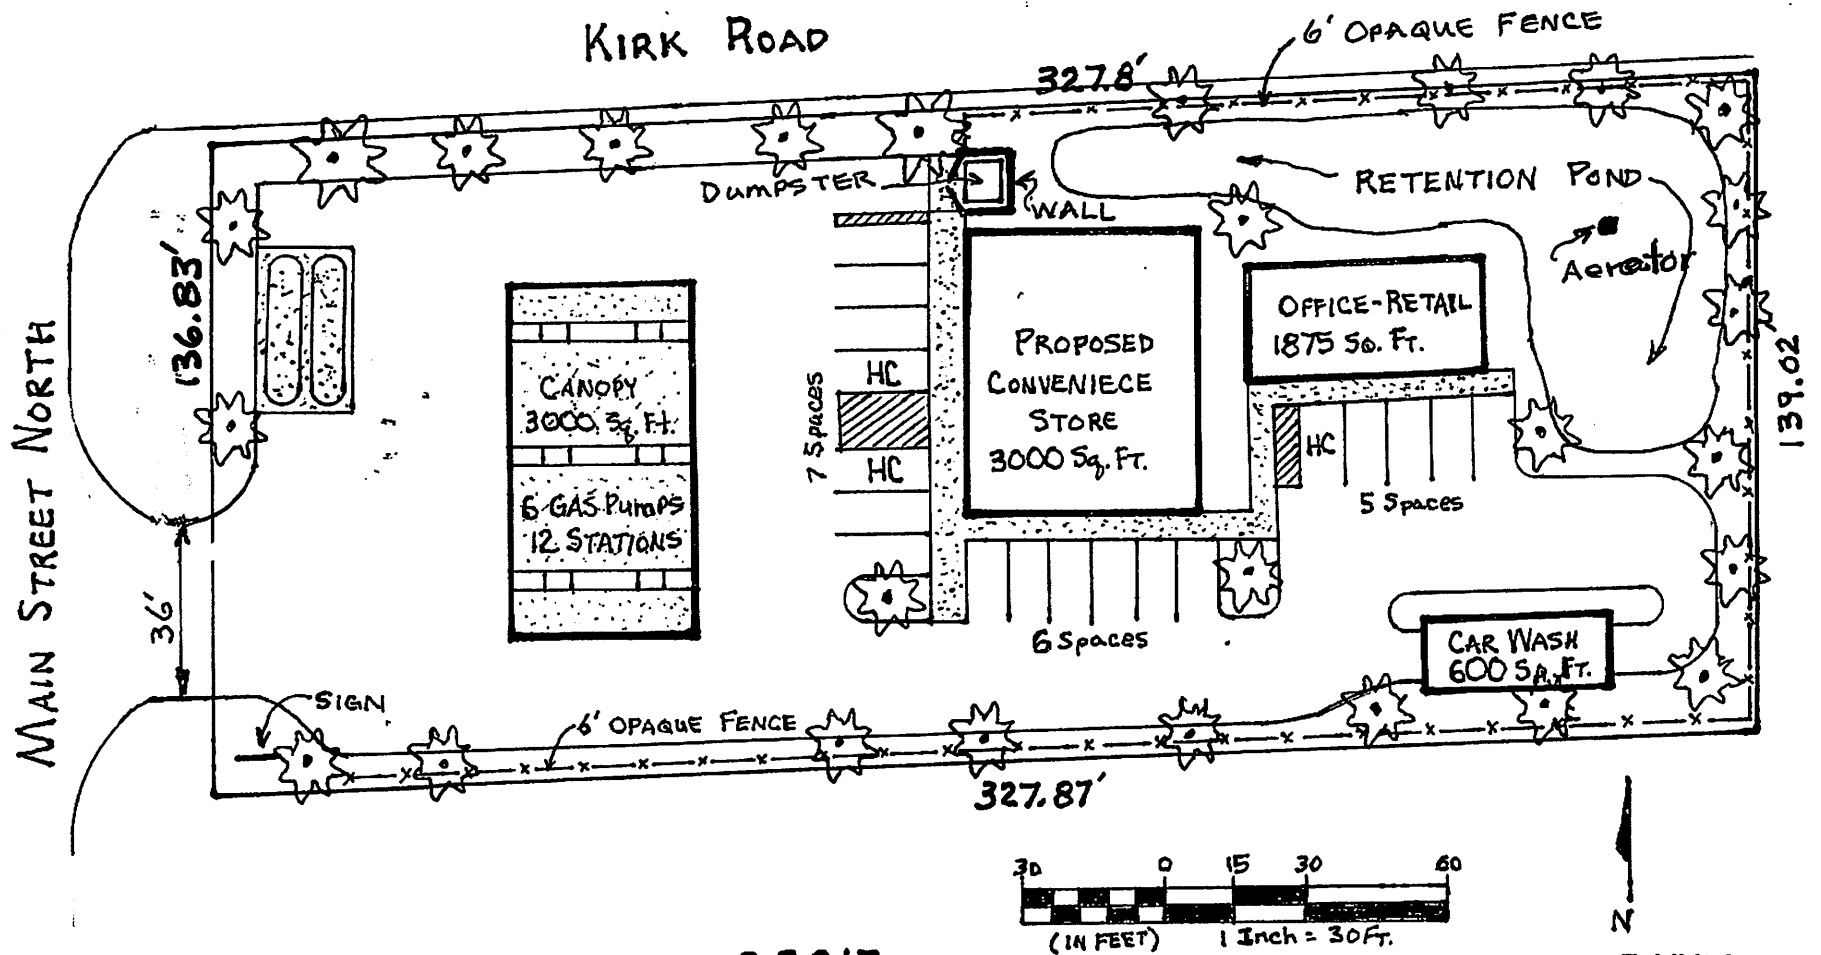 KIRK ROAD
6' OPAQUE FENCE
327.8'
DUMPSTER
WALL
RETENTION POND
Aerator
136.83'
MAIN STREET NORTH
36'
CANOPY
3000 Sq. Ft.
6 GAS Pumps
12 STATIONS
7 Spaces
HC
HC
PROPOSED
CONVENIECE
STORE
3000 Sq. FT.
OFFICE-RETAIL
1875 SQ. FT.
HC
5 Spaces
139.02
6 Spaces
CAR WASH
600 SQ. FT.
SIGN
6' OPAQUE FENCE
327.87'
30 0 15 30 60
(IN FEET) 1 Inch = 30 FT.
N